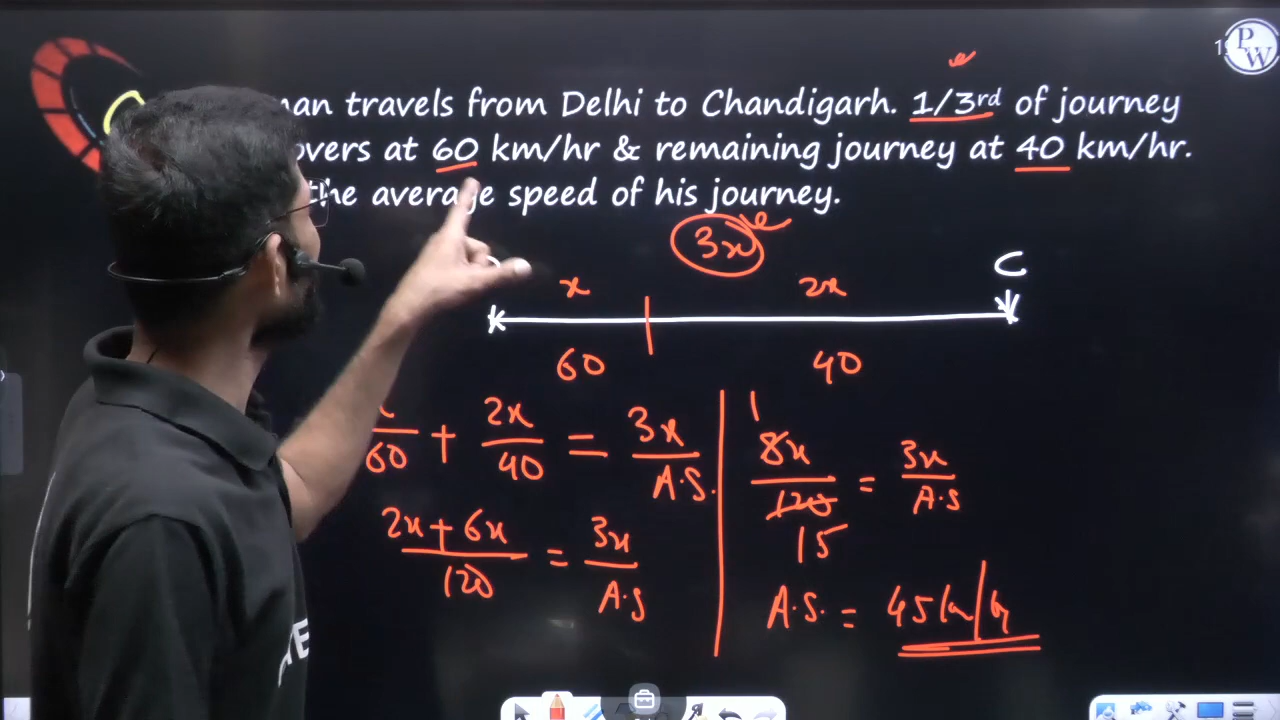 man travels from Delhi to Chandigarh. 1/3rd of journey
overs at 60 km/hr & remaining journey at 40 km/hr.
the average speed of his journey.
3x
x 2x
C
60 40
60 + 2x/40 = 3x/A.S.
2x+6x/120 = 3x/A.S
1
8x/120 = 3x/A.S
15
A.S. = 45 km/hr
PW